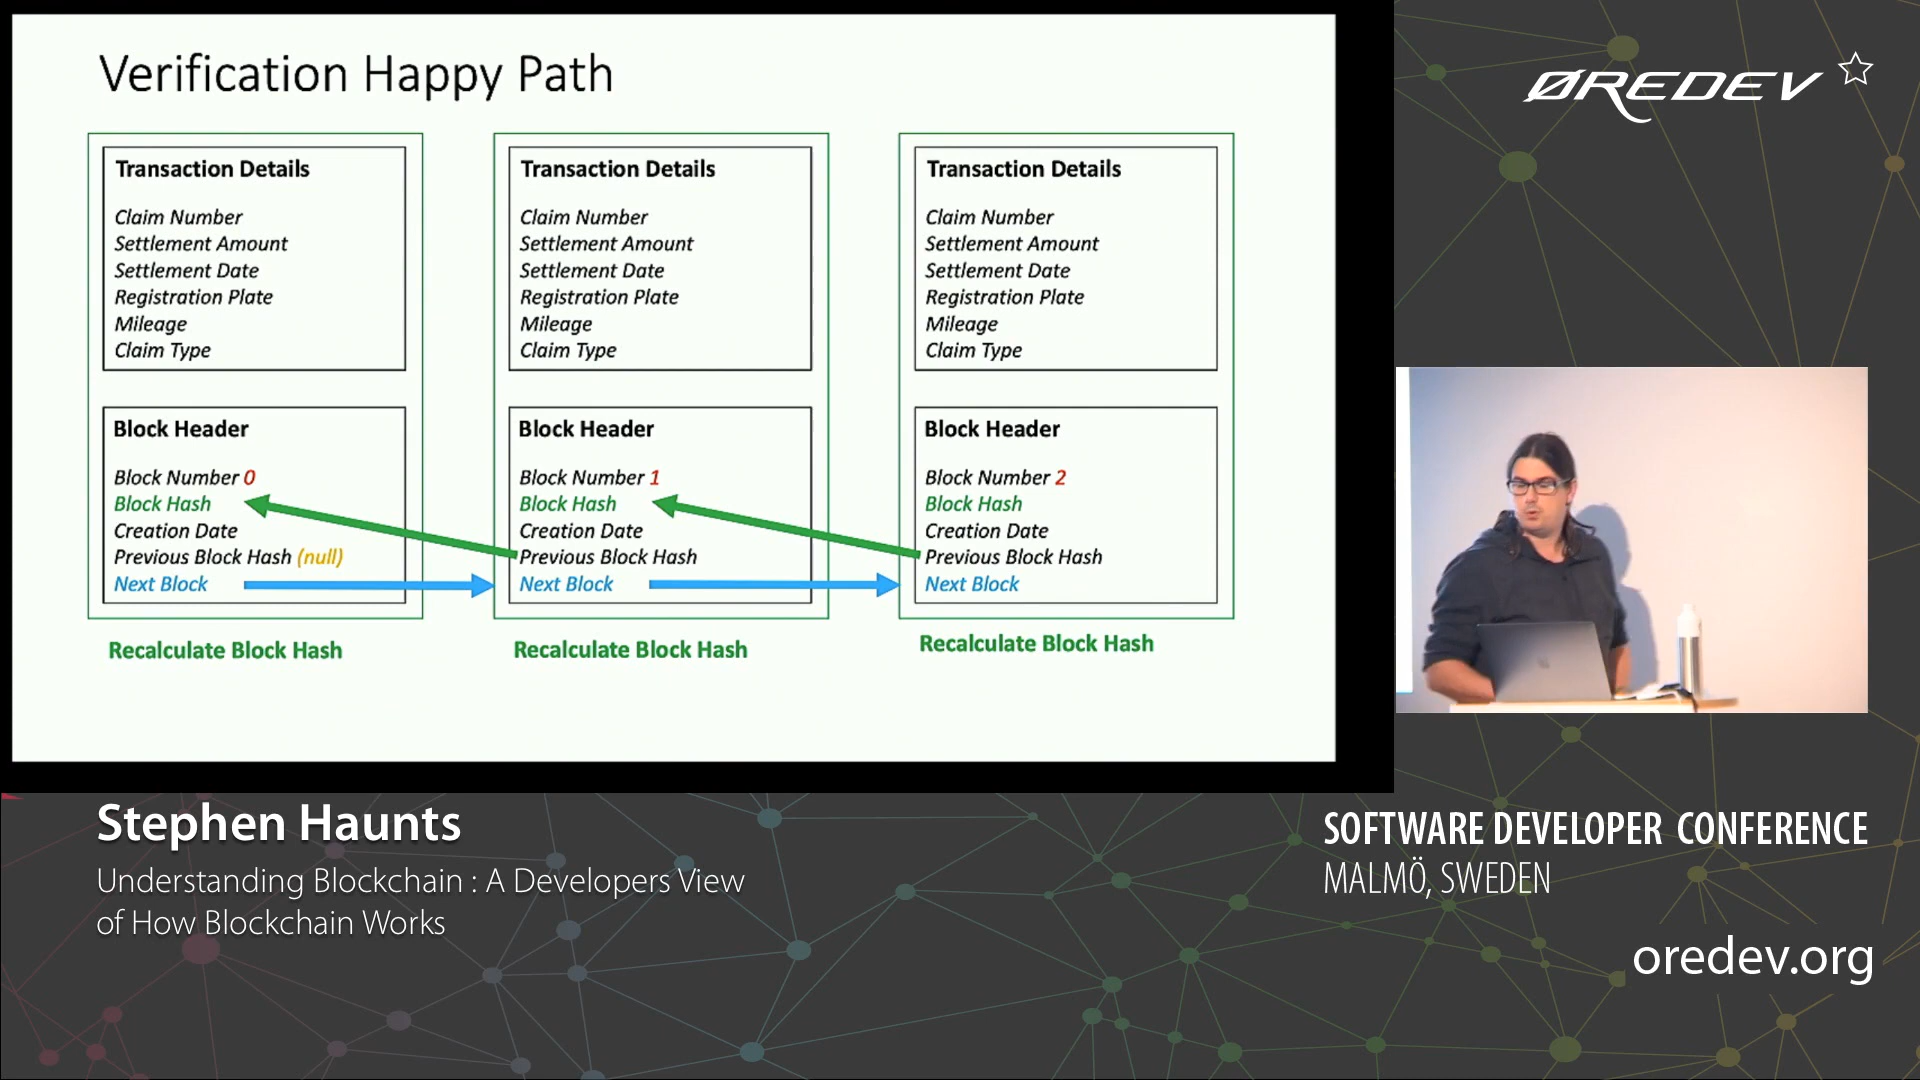 Verification Happy Path
Transaction Details
Claim Number
Settlement Amount
Settlement Date
Registration Plate
Mileage
Claim Type
Block Header
Block Number 0
Block Hash
Creation Date
Previous Block Hash (null)
Next Block
Recalculate Block Hash
Transaction Details
Claim Number
Settlement Amount
Settlement Date
Registration Plate
Mileage
Claim Type
Block Header
Block Number 1
Block Hash
Creation Date
Previous Block Hash
Next Block
Recalculate Block Hash
Transaction Details
Claim Number
Settlement Amount
Settlement Date
Registration Plate
Mileage
Claim Type
Block Header
Block Number 2
Block Hash
Creation Date
Previous Block Hash
Next Block
Recalculate Block Hash
ØREDEV
Stephen Haunts
Understanding Blockchain : A Developers View
of How Blockchain Works
SOFTWARE DEVELOPER CONFERENCE
MALMÖ, SWEDEN
oredev.org